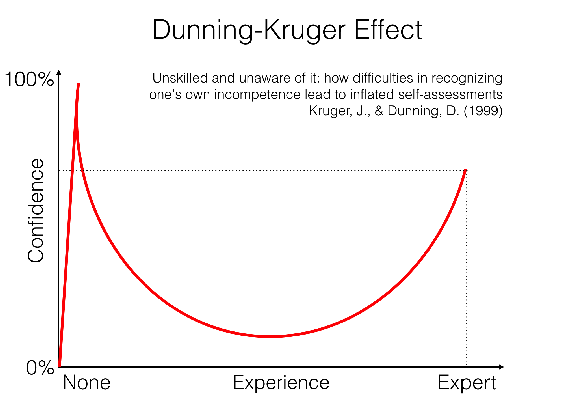 Dunning-Kruger Effect
100%
Unskilled and unaware of it: how difficulties in recognizing
one's own incompetence lead to inflated self-assessments
Kruger, J., & Dunning, D. (1999)
Confidence
0%
None
Experience
Expert